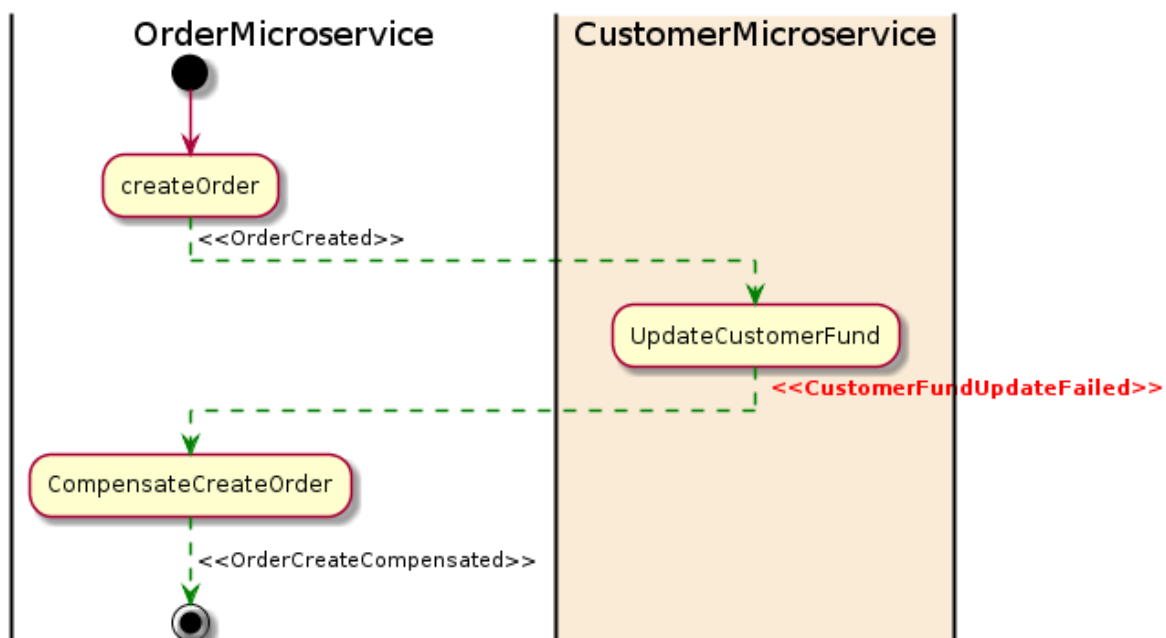 OrderMicroservice
CustomerMicroservice
createOrder
<<OrderCreated>>
UpdateCustomerFund
<<CustomerFundUpdateFailed>>
CompensateCreateOrder
<<OrderCreateCompensated>>